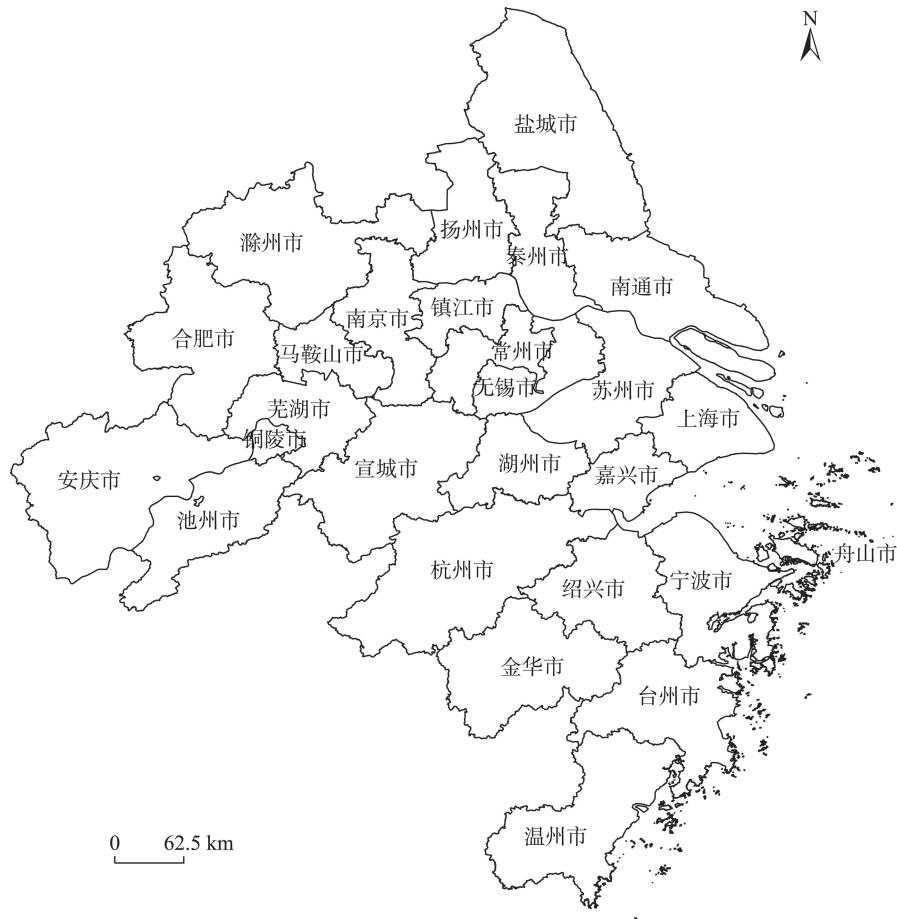 N
盐城市
扬州市
滁州市
泰州市
南通市
镇江市
南京市
合肥市
马鞍山市
常州市
无锡市
苏州市
芜湖市
上海市
铜陵市
宣城市
湖州市
嘉兴市
安庆市
池州市
舟山市
杭州市
绍兴市
宁波市
金华市
台州市
温州市
0 62.5 km